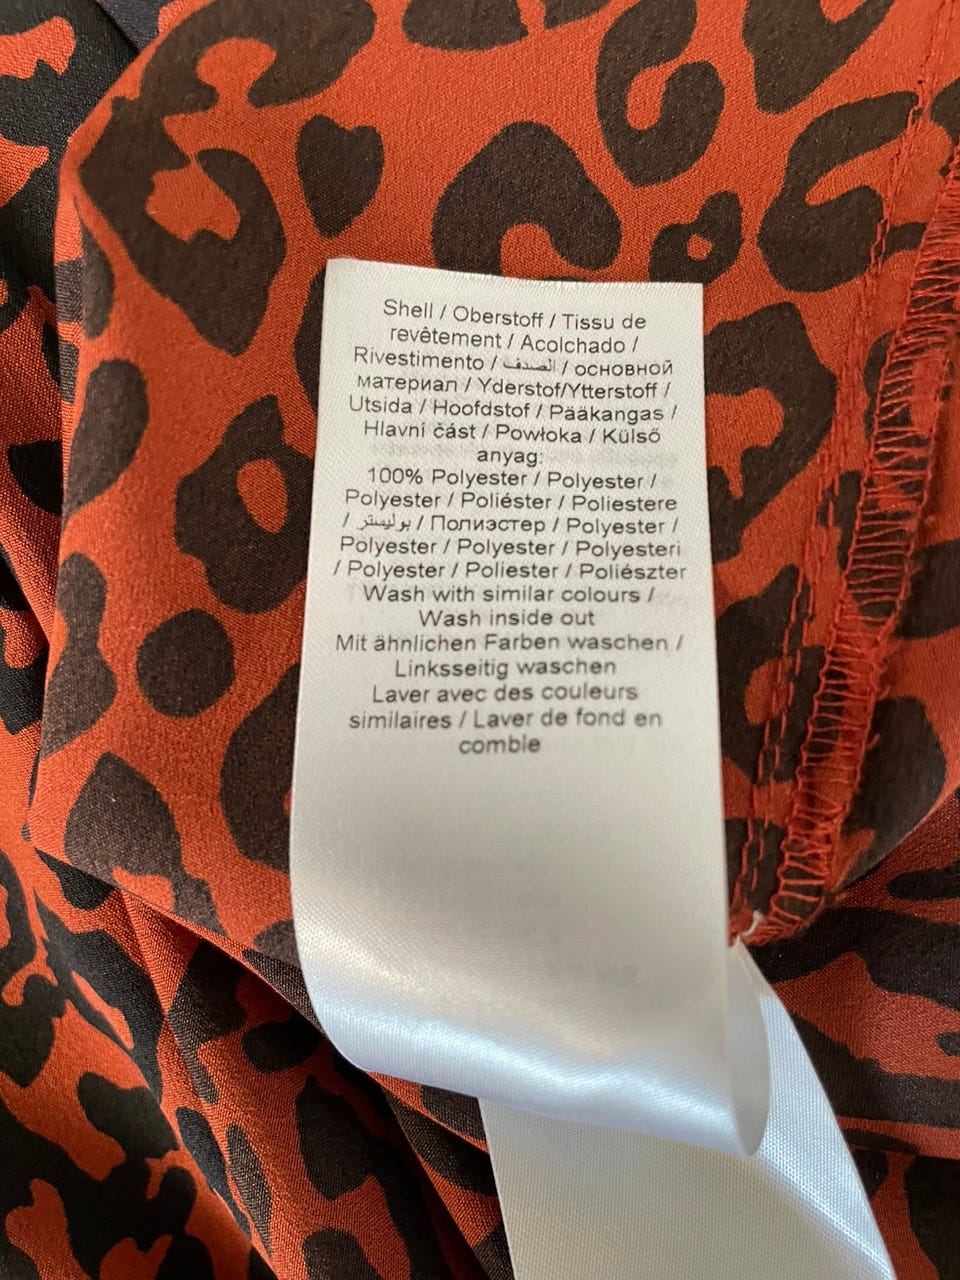 Shell / Oberstoff / Tissu de
revêtement / Acolchado /
Rivestimento / الصدفة / основной
материал / Yderstof/Ytterstoff /
Utsida / Hoofdstof / Pääkangas /
Hlavní část / Powłoka / Külső
anyag:
100% Polyester / Polyester /
Polyester / Poliéster / Poliestere
/ بوليستر / Полиэстер / Polyester /
Polyester / Polyester / Polyesteri
/ Polyester / Poliester / Poliészter
Wash with similar colours /
Wash inside out
Mit ähnlichen Farben waschen /
Linksseitig waschen
Laver avec des couleurs
similaires / Laver de fond en
comble